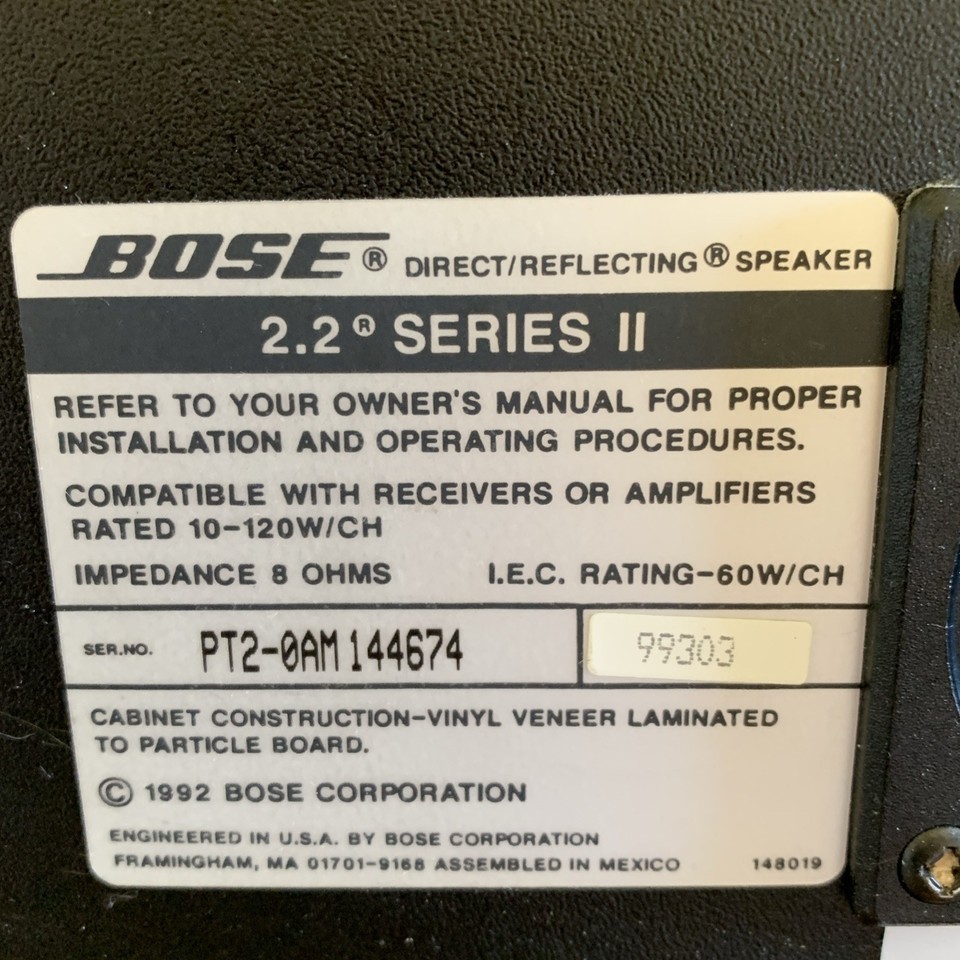 BOSE® DIRECT/REFLECTING® SPEAKER
2.2® SERIES II
REFER TO YOUR OWNER'S MANUAL FOR PROPER
INSTALLATION AND OPERATING PROCEDURES.
COMPATIBLE WITH RECEIVERS OR AMPLIFIERS
RATED 10-120W/CH
IMPEDANCE 8 OHMS I.E.C. RATING-60W/CH
SER.NO. PT2-0AM144674 99303
CABINET CONSTRUCTION-VINYL VENEER LAMINATED
TO PARTICLE BOARD.
© 1992 BOSE CORPORATION
ENGINEERED IN U.S.A. BY BOSE CORPORATION
FRAMINGHAM, MA 01701-9168 ASSEMBLED IN MEXICO 148019